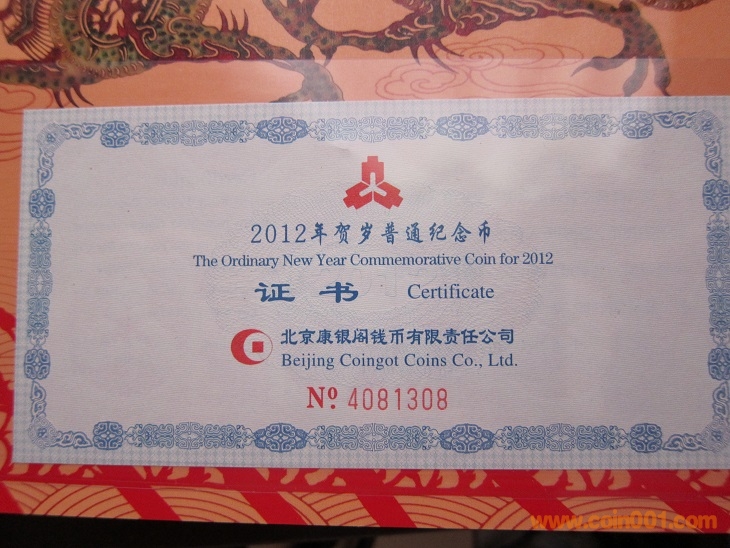 2012年贺岁普通纪念币
The Ordinary New Year Commemorative Coin for 2012
证书 Certificate
北京康银阁钱币有限责任公司
Beijing Coingot Coins Co., Ltd.
Nº 4081308
www.coin001.com